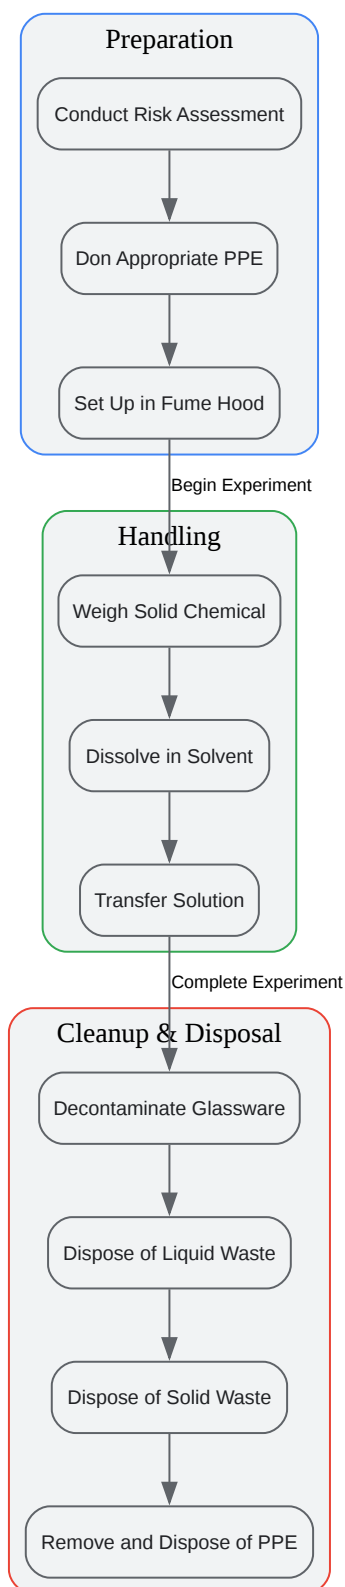 Preparation
Conduct Risk Assessment
Don Appropriate PPE
Set Up in Fume Hood
Begin Experiment
Handling
Weigh Solid Chemical
Dissolve in Solvent
Transfer Solution
Complete Experiment
Cleanup & Disposal
Decontaminate Glassware
Dispose of Liquid Waste
Dispose of Solid Waste
Remove and Dispose of PPE